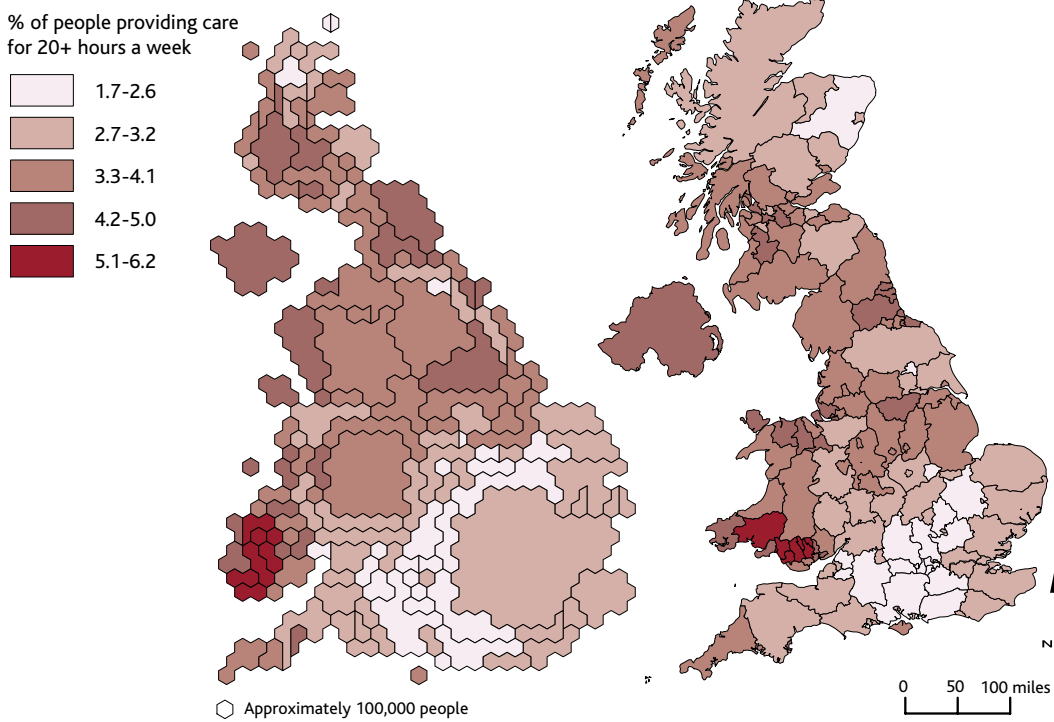 % of people providing care
for 20+ hours a week
1.7-2.6
2.7-3.2
3.3-4.1
4.2-5.0
5.1-6.2
Approximately 100,000 people
N
0 50 100 miles